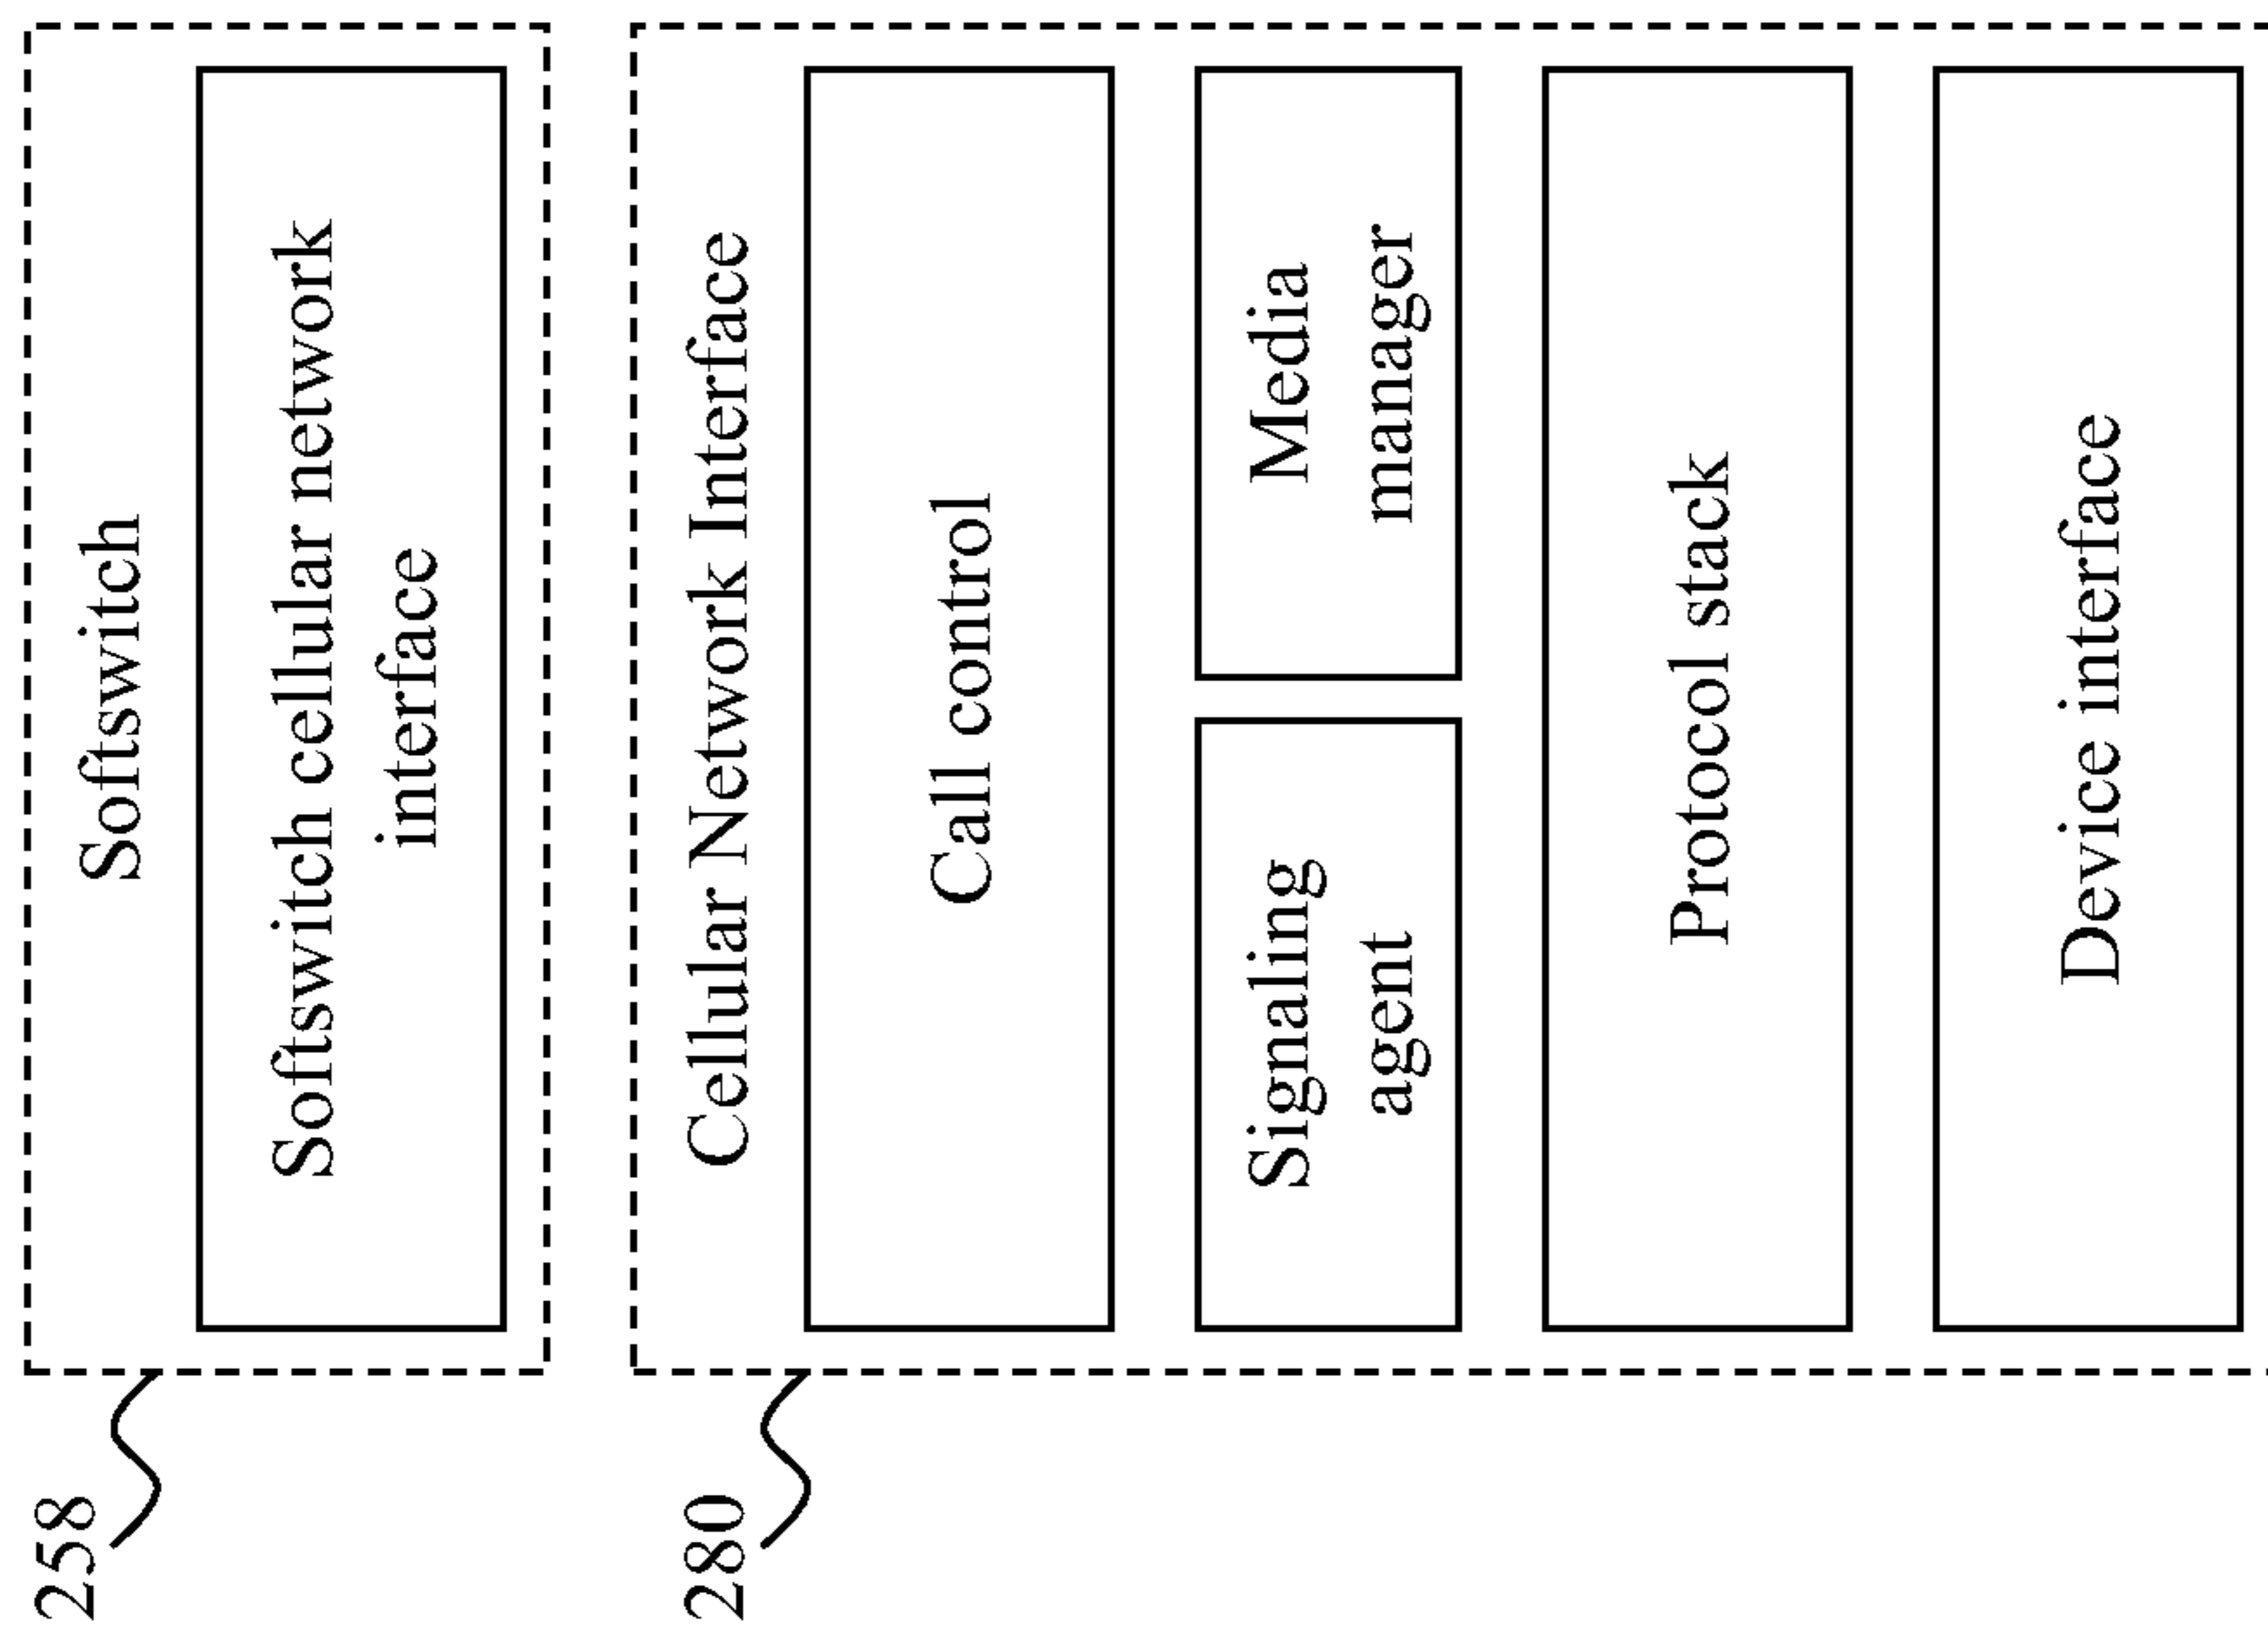 258
Softswitch
Softswitch cellular network
interface
280
Cellular Network Interface
Call control
Signaling
agent
Media
manager
Protocol stack
Device interface